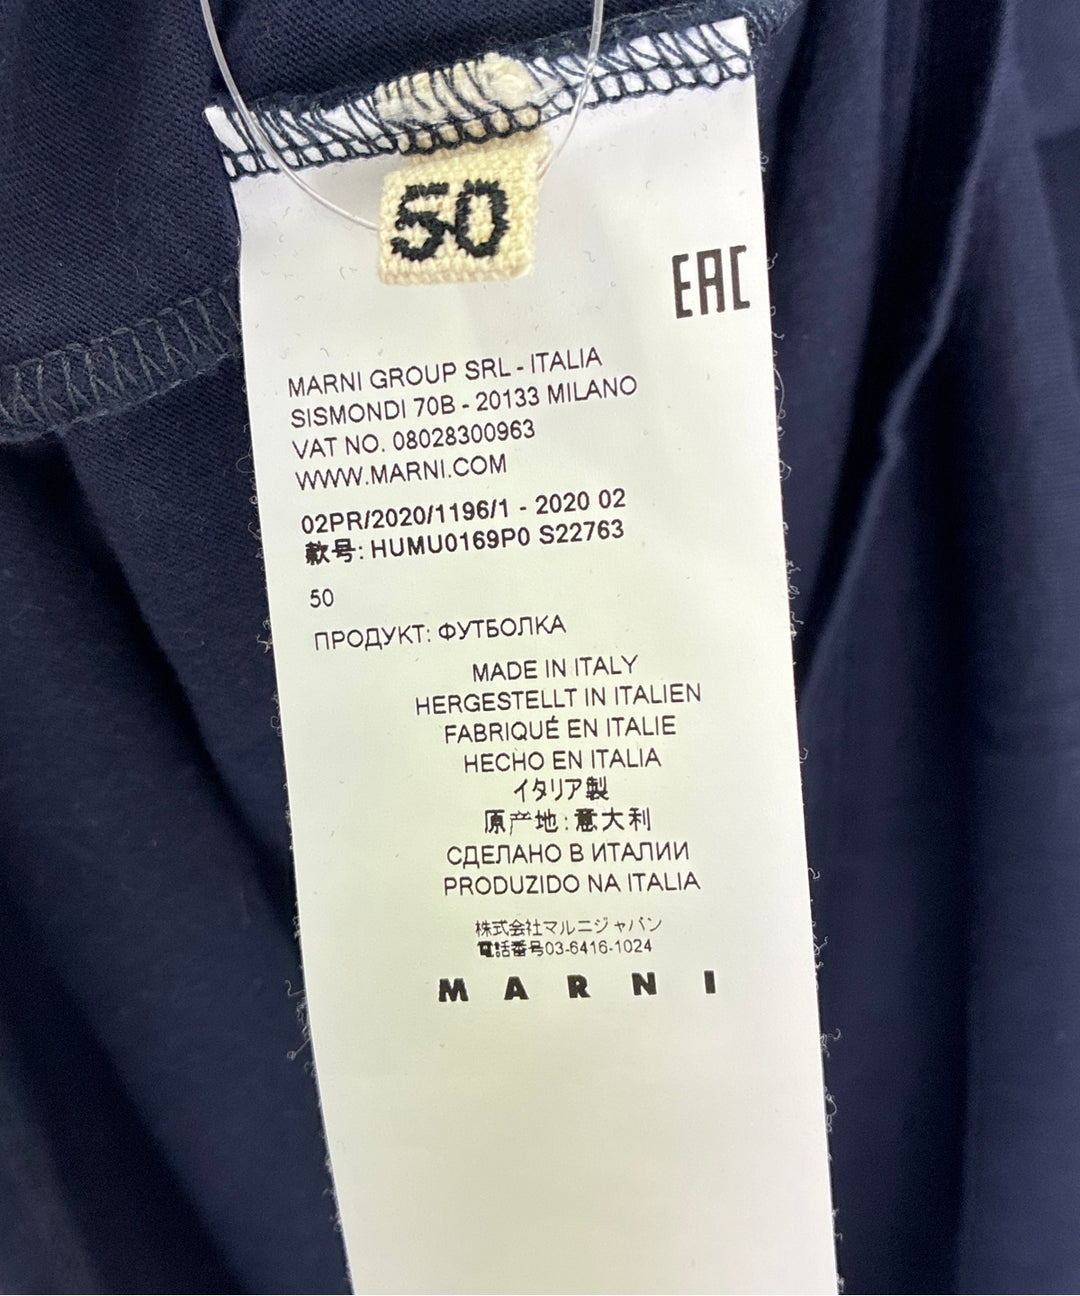 50
EAC
MARNI GROUP SRL - ITALIA
SISMONDI 70B - 20133 MILANO
VAT NO. 08028300963
WWW.MARNI.COM
02PR/2020/1196/1 - 2020 02
款号: HUMU0169P0 S22763
50
ПРОДУКТ: ФУТБОЛКА
MADE IN ITALY
HERGESTELLT IN ITALIEN
FABRIQUÉ EN ITALIE
HECHO EN ITALIA
イタリア製
原产地:意大利
СДЕЛАНО В ИТАЛИИ
PRODUZIDO NA ITALIA
株式会社マルニジャパン
電話番号03-6416-1024
MARNI